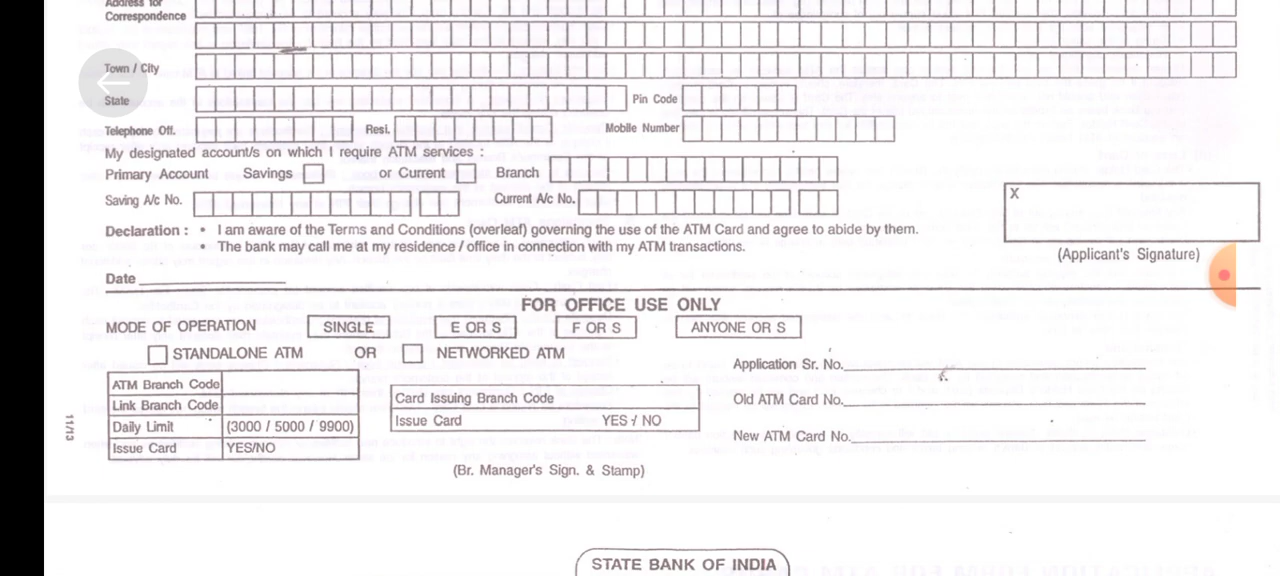 Address for
Correspondence
Town / City
State
Pin Code
Telephone Off.
Resi.
Mobile Number
My designated account/s on which I require ATM services :
Primary Account Savings or Current Branch
Saving A/c No. Current A/c No.
X
Declaration : • I am aware of the Terms and Conditions (overleaf) governing the use of the ATM Card and agree to abide by them.
• The bank may call me at my residence / office in connection with my ATM transactions.
(Applicant's Signature)
Date
FOR OFFICE USE ONLY
MODE OF OPERATION SINGLE E OR S F OR S ANYONE OR S
STANDALONE ATM OR NETWORKED ATM
Application Sr. No.
ATM Branch Code
Link Branch Code
Daily Limit (3000 / 5000 / 9900)
Issue Card YES/NO
Card Issuing Branch Code
Issue Card YES / NO
Old ATM Card No.
New ATM Card No.
11/13
(Br. Manager's Sign. & Stamp)
STATE BANK OF INDIA